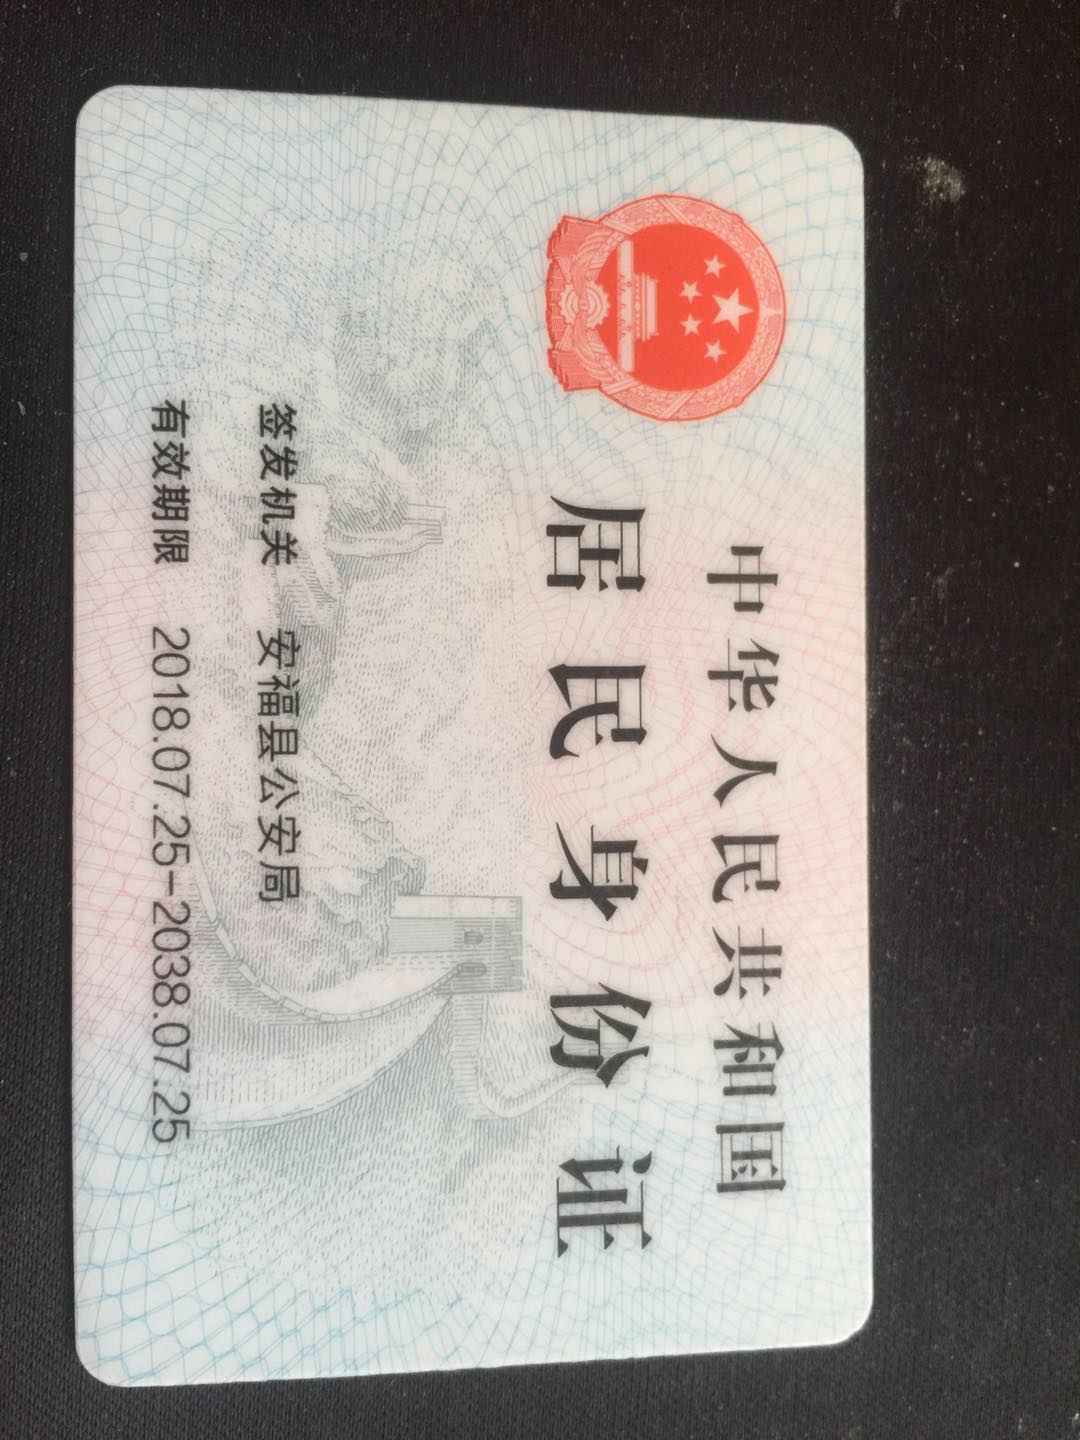 中华人民共和国
居民身份证
签发机关 安福县公安局
有效期限 2018.07.25-2038.07.25